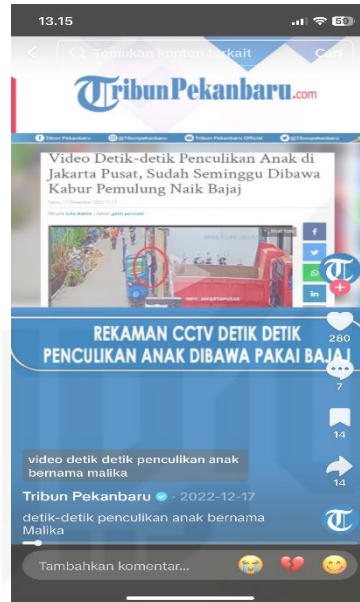 13.15
59
Temukan konten terkait
Cari
TribunPekanbaru.com
Tribun Pekanbaru
@Tribunpekanbaru
Tribun Pekanbaru Official
@Tribunpekanbaru
Video Detik-detik Penculikan Anak di
Jakarta Pusat, Sudah Seminggu Dibawa
Kabur Pemulung Naik Bajaj
REKAMAN CCTV DETIK DETIK
PENCULIKAN ANAK DIBAWA PAKAI BAJAJ
280
7
14
14
video detik detik penculikan anak
bernama malika
Tribun Pekanbaru · 2022-12-17
detik-detik penculikan anak bernama
Malika
Tambahkan komentar...